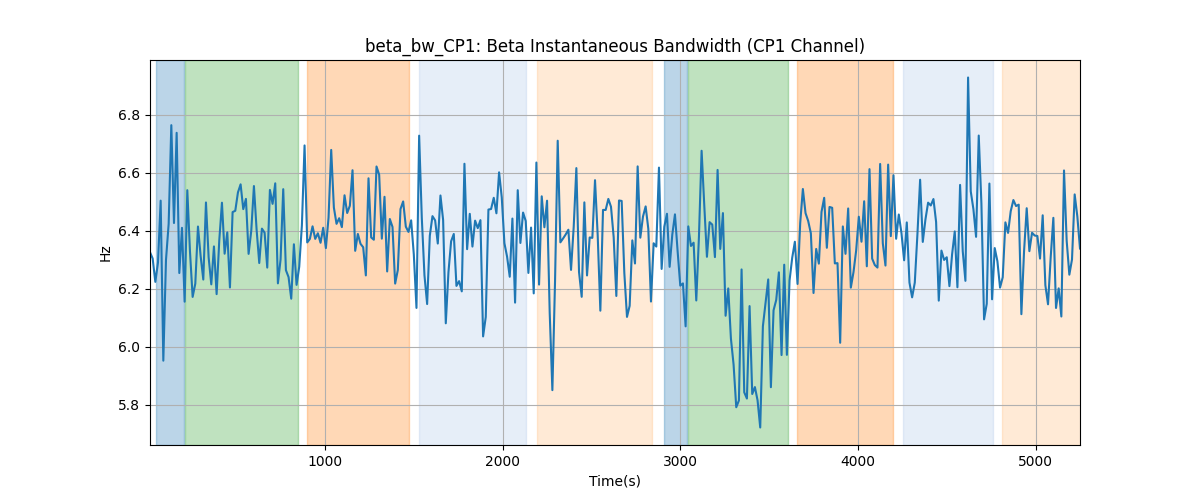 beta_bw_CP1: Beta Instantaneous Bandwidth (CP1 Channel)
Hz
6.8
6.6
6.4
6.2
6.0
5.8
1000 2000 3000 4000 5000
Time(s)